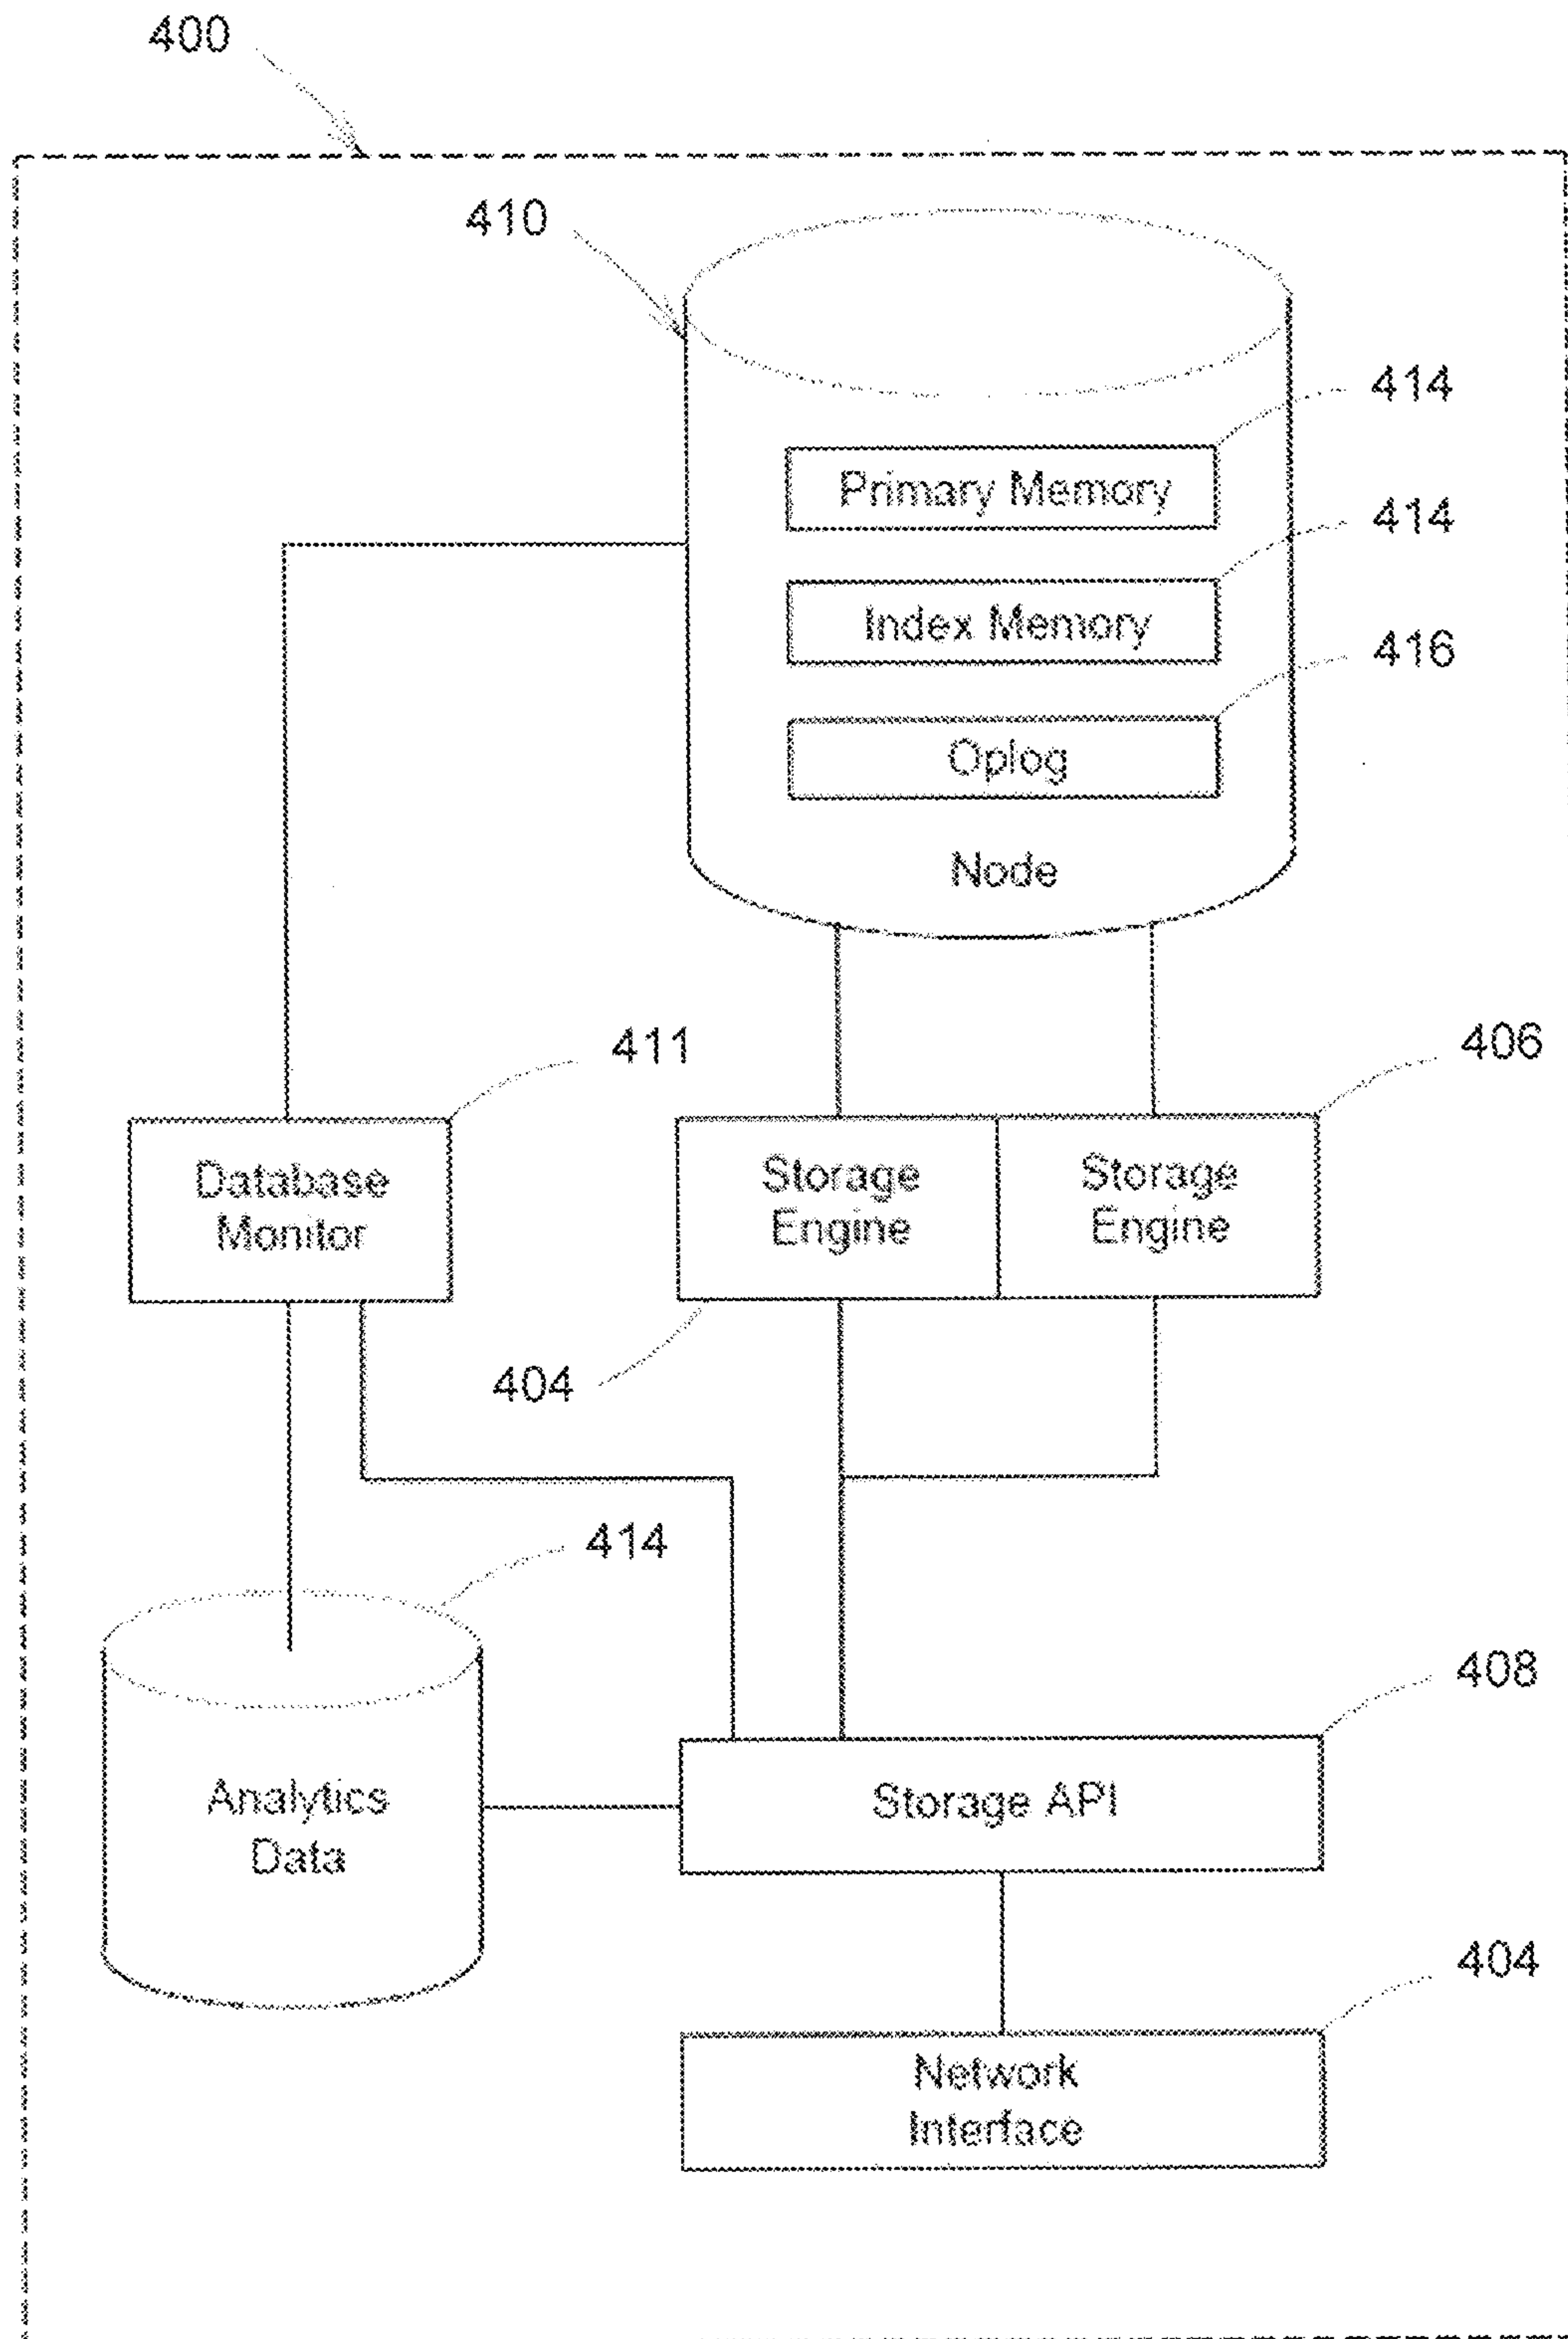 400
410
414
Primary Memory
414
Index Memory
416
Oplog
Node
411
406
Database
Monitor
Storage
Engine
Storage
Engine
404
414
408
Analytics
Data
Storage API
404
Network
Interface